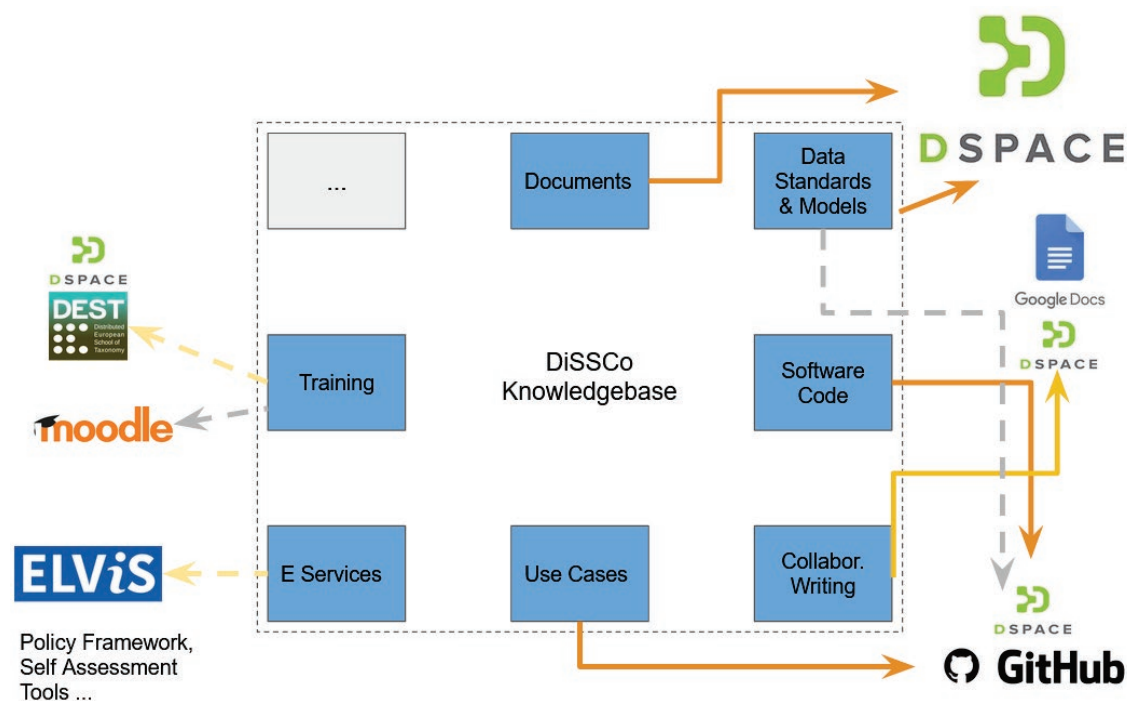 DSPACE
...
Documents
Data
Standards
& Models
DSPACE
DEST
Distributed
European
School of
Taxonomy
Google Docs
DSPACE
Training
DiSSCo
Knowledgebase
Software
Code
moodle
ELViS
E Services
Use Cases
Collabor.
Writing
DSPACE
GitHub
Policy Framework,
Self Assessment
Tools ...